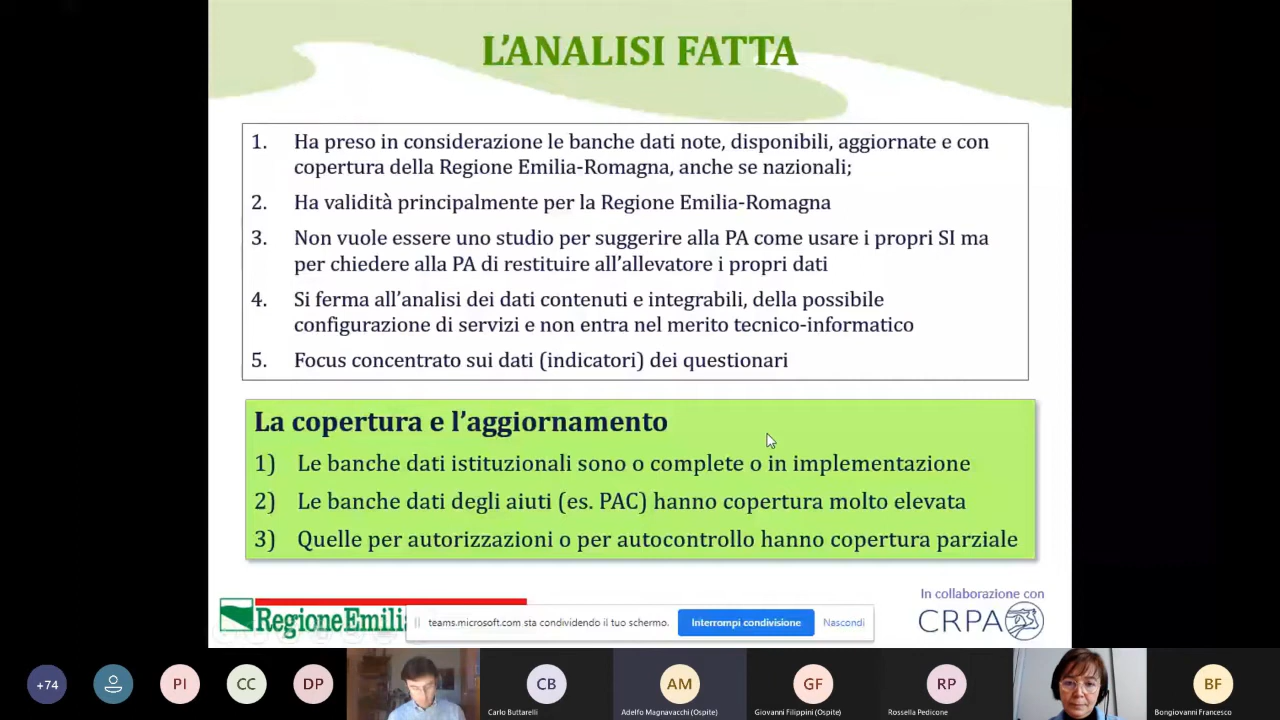 L'ANALISI FATTA
1. Ha preso in considerazione le banche dati note, disponibili, aggiornate e con
copertura della Regione Emilia-Romagna, anche se nazionali;
2. Ha validità principalmente per la Regione Emilia-Romagna
3. Non vuole essere uno studio per suggerire alla PA come usare i propri SI ma
per chiedere alla PA di restituire all'allevatore i propri dati
4. Si ferma all'analisi dei dati contenuti e integrabili, della possibile
configurazione di servizi e non entra nel merito tecnico-informatico
5. Focus concentrato sui dati (indicatori) dei questionari
La copertura e l'aggiornamento
1) Le banche dati istituzionali sono o complete o in implementazione
2) Le banche dati degli aiuti (es. PAC) hanno copertura molto elevata
3) Quelle per autorizzazioni o per autocontrollo hanno copertura parziale
RegioneEmili
teams.microsoft.com sta condividendo il tuo schermo. Interrompi condivisione Nascondi
In collaborazione con
CRPA
+74 PI CC DP CB AM GF RP BF
Carlo Buttarelli Adelfo Magnavacchi (Ospite) Giovanni Filippini (Ospite) Rossella Pedicone Bongiovanni Francesco